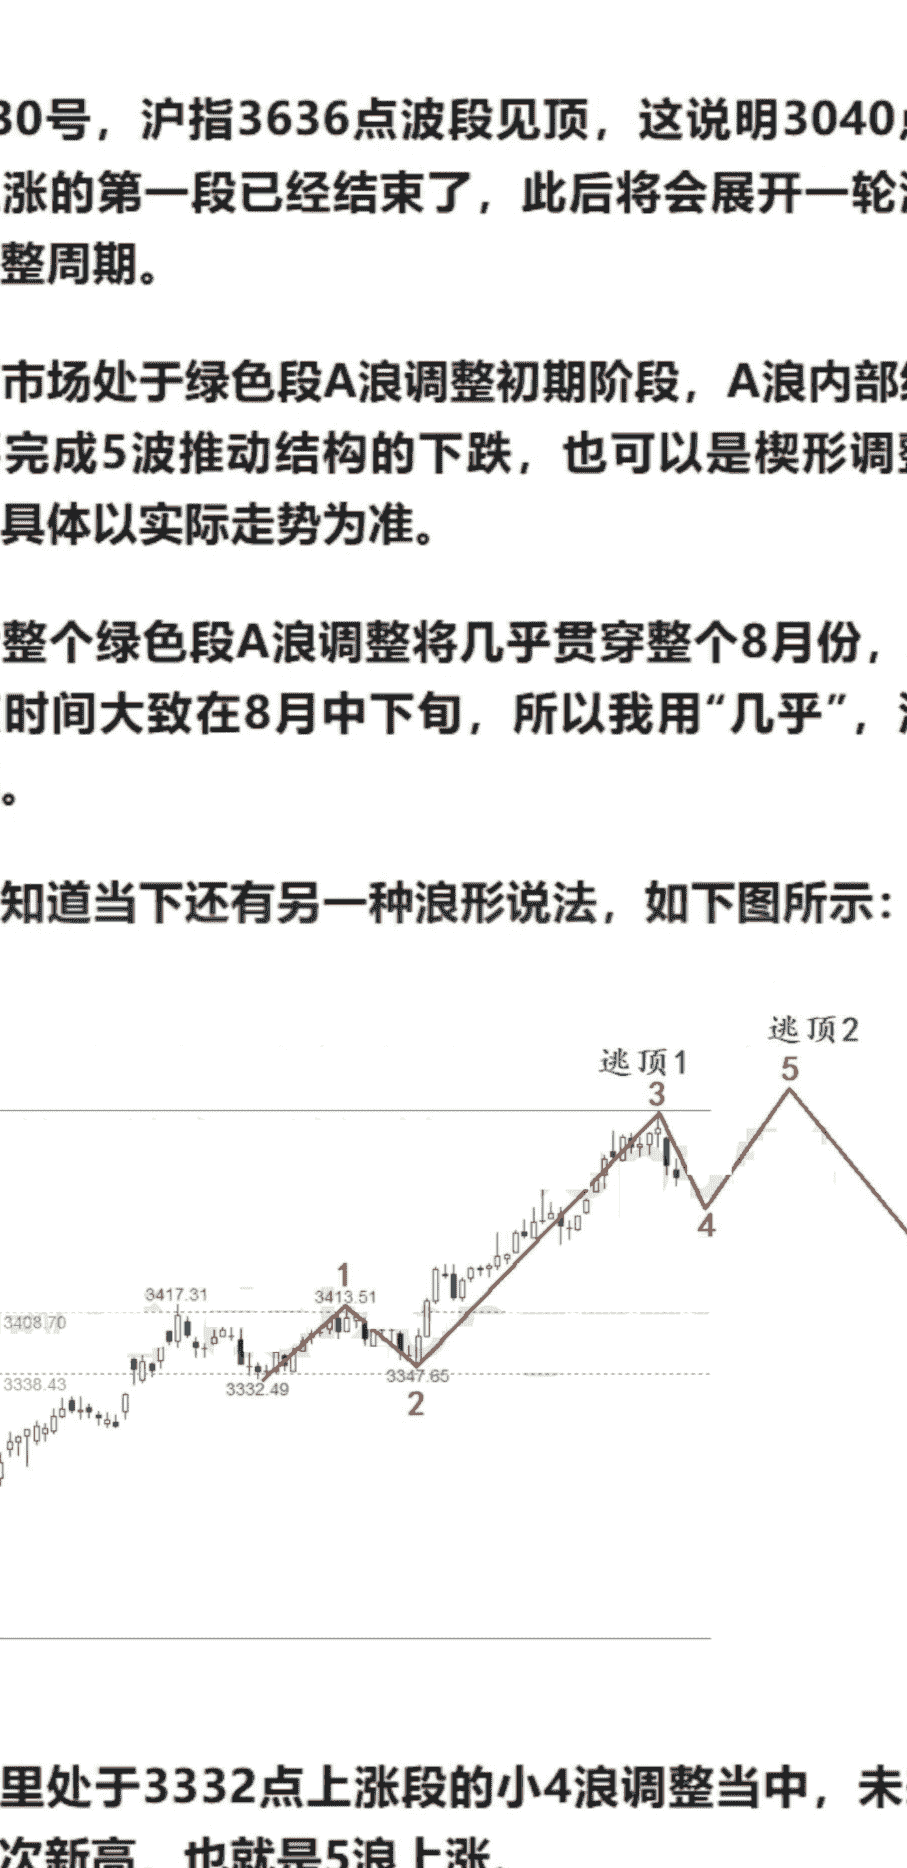 30号，沪指3636点波段见顶，这说明3040
涨的第一段已经结束了，此后将会展开一轮
整周期。
市场处于绿色段A浪调整初期阶段，A浪内部
完成5波推动结构的下跌，也可以是楔形调整
具体以实际走势为准。
整个绿色段A浪调整将几乎贯穿整个8月份，
时间大致在8月中下旬，所以我用“几乎”，
。
知道当下还有另一种浪形说法，如下图所示：
逃顶2
逃顶1
5
3
4
1
3417.31
3413.51
3408.70
3338.43
3347.65
3332.49
2
里处于3332点上涨段的小4浪调整当中，未
次新高，也就是5浪上涨，